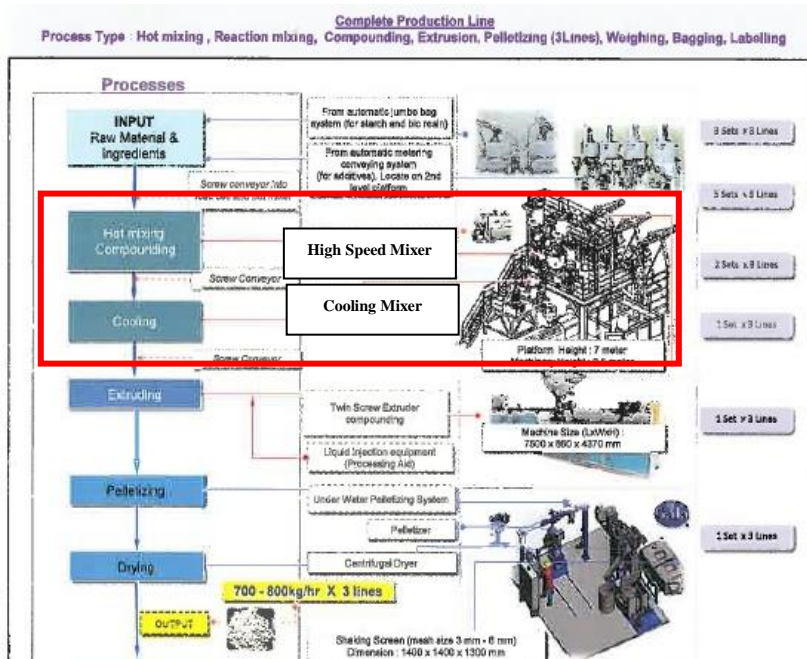 Complete Production Line
Process Type : Hot mixing , Reaction mixing, Compounding, Extrusion, Pelletizing (3Lines), Weighing, Bagging, Labelling
Processes
INPUT
Raw Material &
Ingredients
From automatic jumbo bag
system (for starch and bio resin)
From automatic metering
conveying system
(for additives). Locate on 2nd
level platform
3 Sets x 3 Lines
Screw conveyor into
5 Sets x 3 Lines
Hot mixing
Compounding
High Speed Mixer
2 Sets x 3 Lines
Screw Conveyor
Cooling Mixer
Cooling
1 Set x 3 Lines
Screw Conveyor
Platform Height : 7 meter
Extruding
Twin Screw Extruder
compounding
1 Set x 3 Lines
Machine Size (LxWxH) :
7500 x 860 x 4370 mm
Liquid Injection equipment
(Processing Aid)
Pelletizing
Under Water Pelletizing System
Pelletizer
1 Set x 3 Lines
Drying
Centrifugal Dryer
700 - 800kg/hr X 3 lines
OUTPUT
Shaking Screen (mesh size 3 mm - 6 mm)
Dimension : 1400 x 1400 x 1300 mm